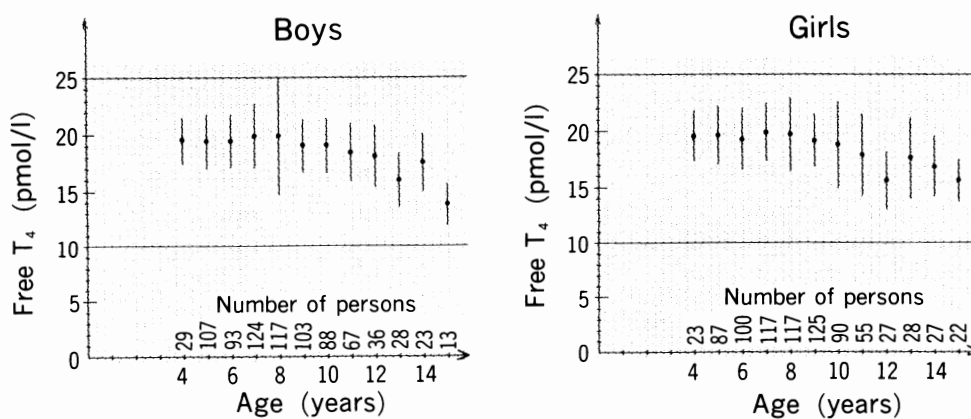 Boys
25
20
15
10
5
0
Free T₄ (pmol/l)
Number of persons
29 107 93 124 117 103 88 67 36 28 23 13
4 6 8 10 12 14
Age (years)
Girls
25
20
15
10
5
0
Free T₄ (pmol/l)
Number of persons
23 87 100 117 117 125 90 55 27 28 27 22
4 6 8 10 12 14
Age (years)